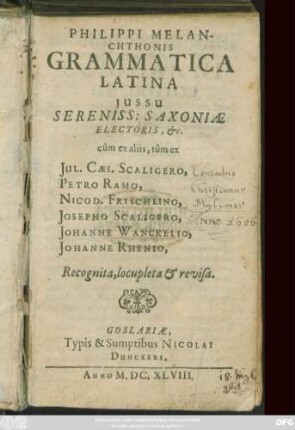 PHILIPPI MELAN-
CHTHONIS
GRAMMATICA
LATINA
jussu
SERENISS: SAXONIÆ
ELECTORIS, &c.
cùm ex aliis, tùm ex
JUL. CÆS. SCALIGERO,
PETRO RAMO,
NICOD. FRISCHLINO,
JOSEPHO SCALIGERO,
JOHANNE WANCKELIO,
JOHANNE RHENIO,
Recognita, locupleta & revisa.
GOSLARIÆ,
Typis & Sumptibus NICOLAI
DUNCKERI,
ANNO M. DC. XLVIII.